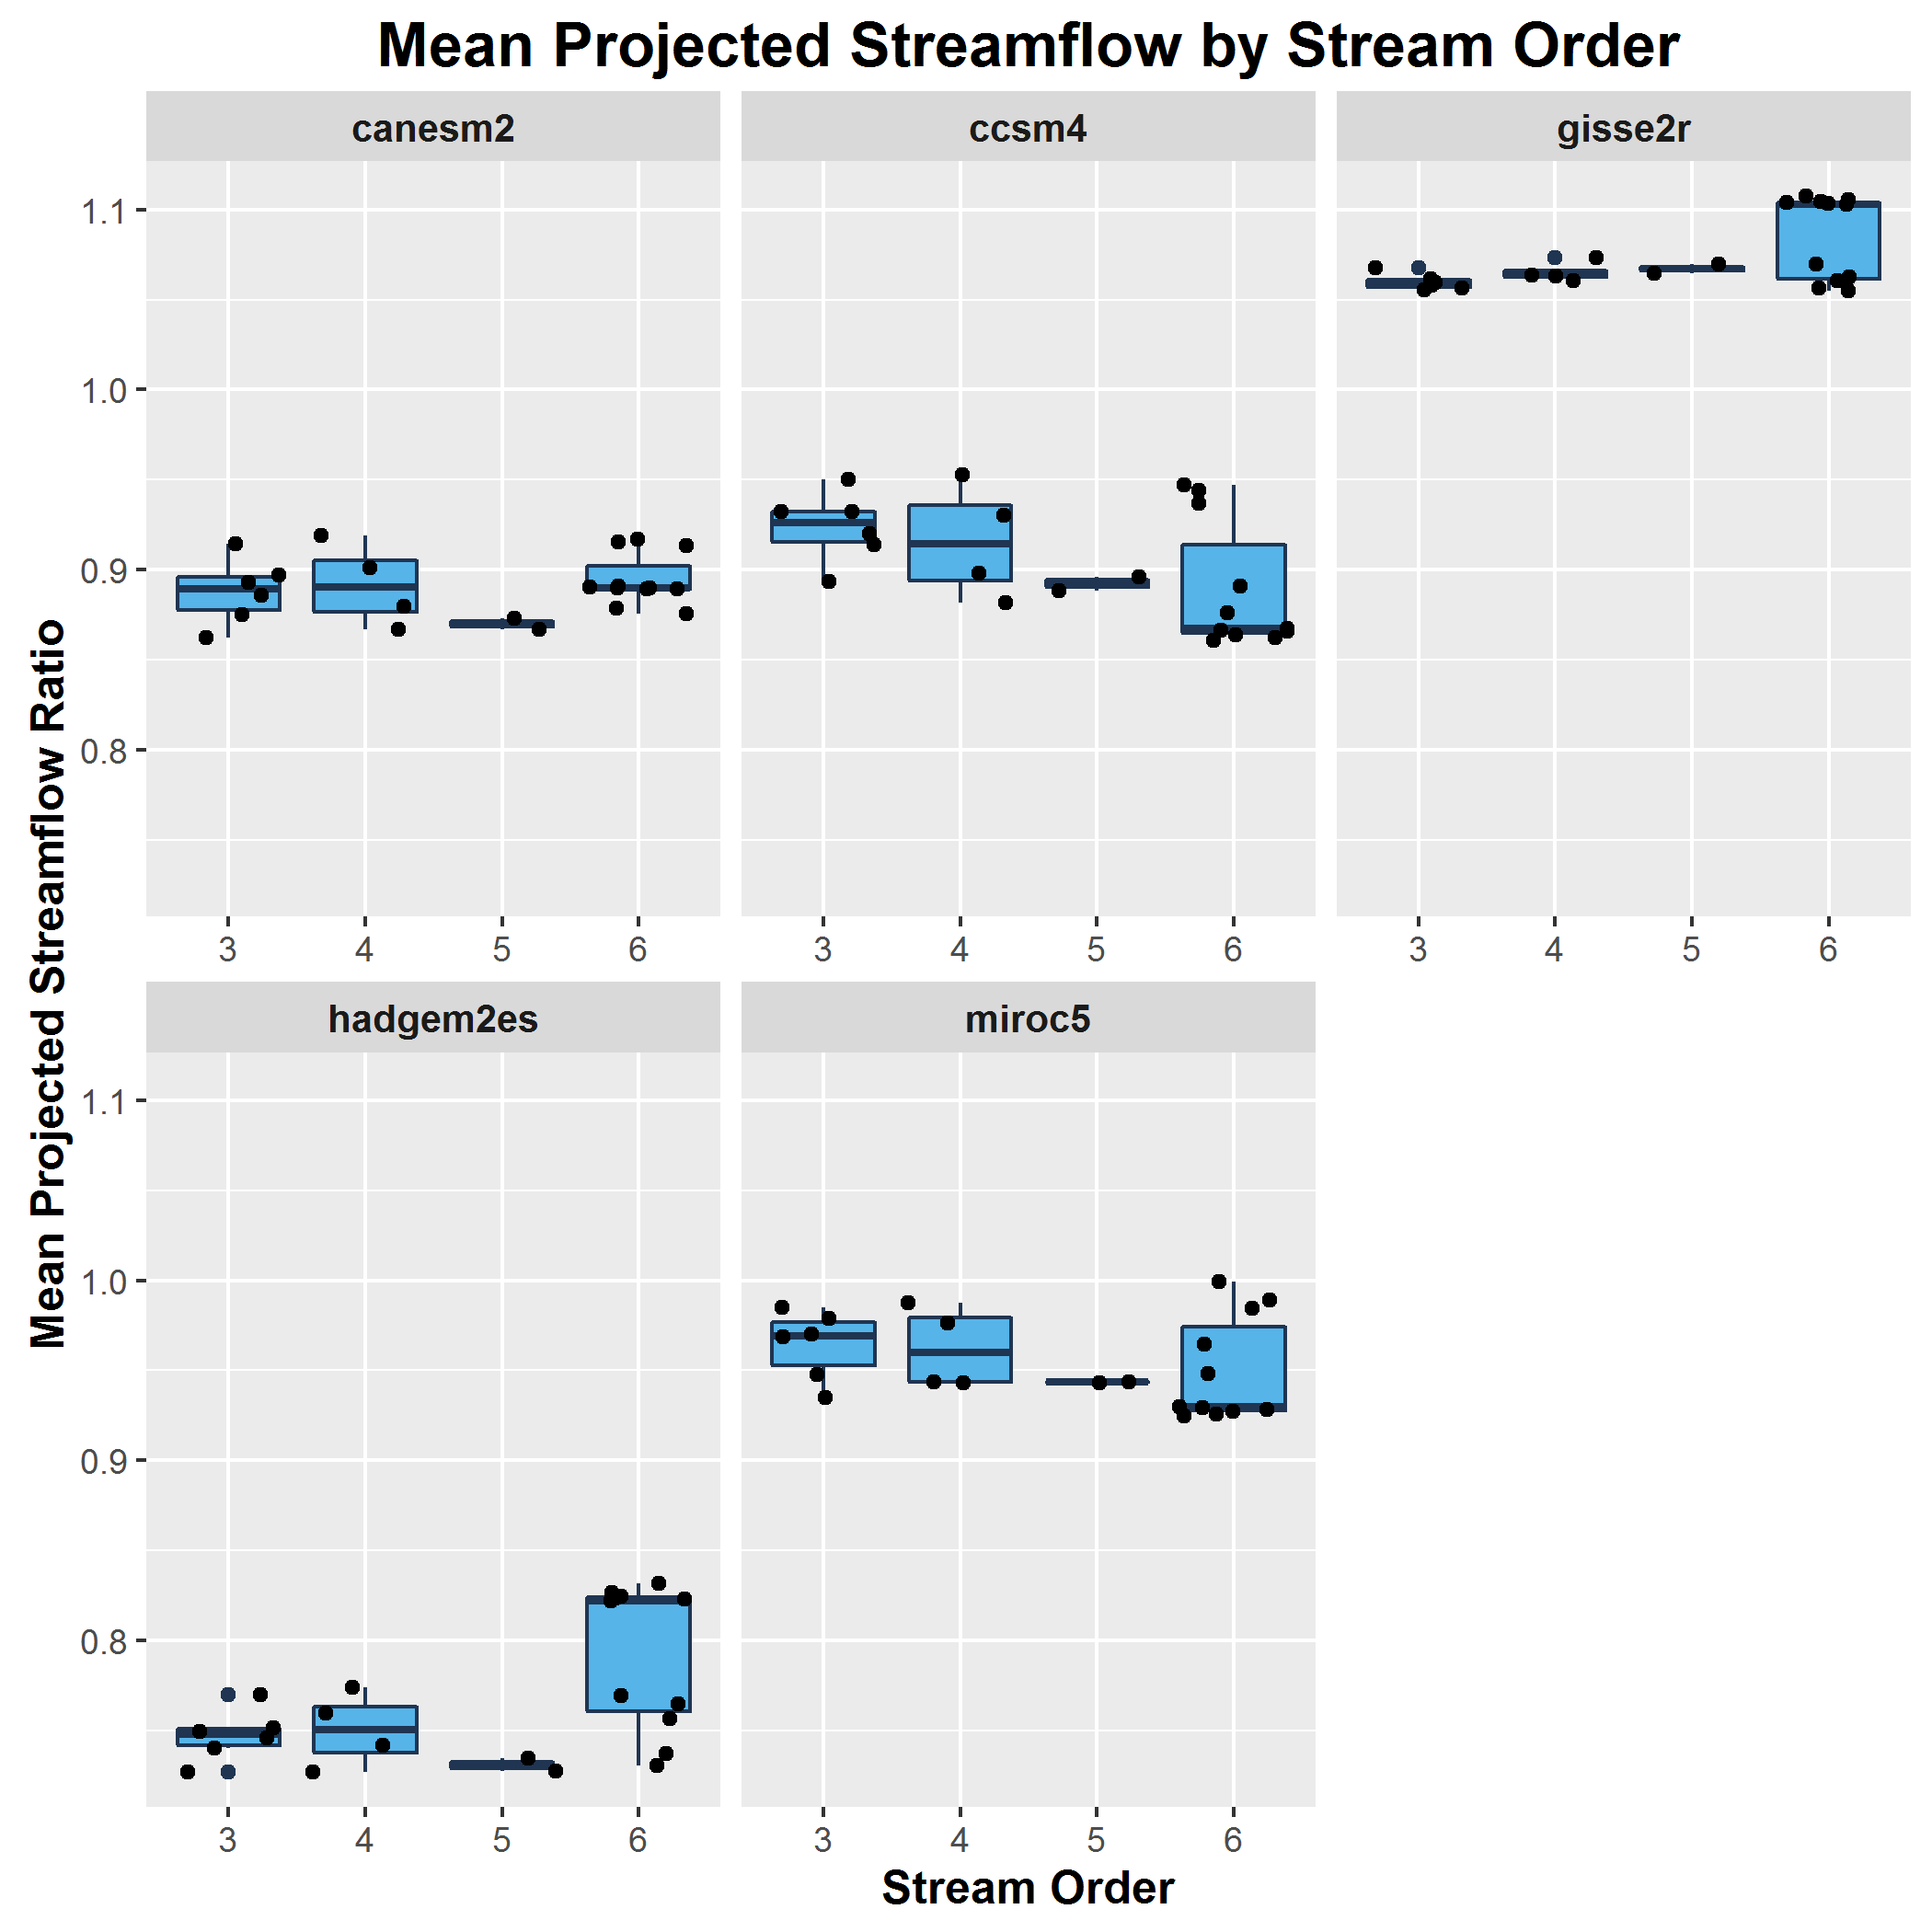 Mean Projected Streamflow by Stream Order
canesm2 ccsm4 gisse2r
1.1
1.0
0.9
0.8
3 4 5 6 3 4 5 6 3 4 5 6
Mean Projected Streamflow Ratio
hadgem2es miroc5
1.1
1.0
0.9
0.8
3 4 5 6 3 4 5 6
Stream Order